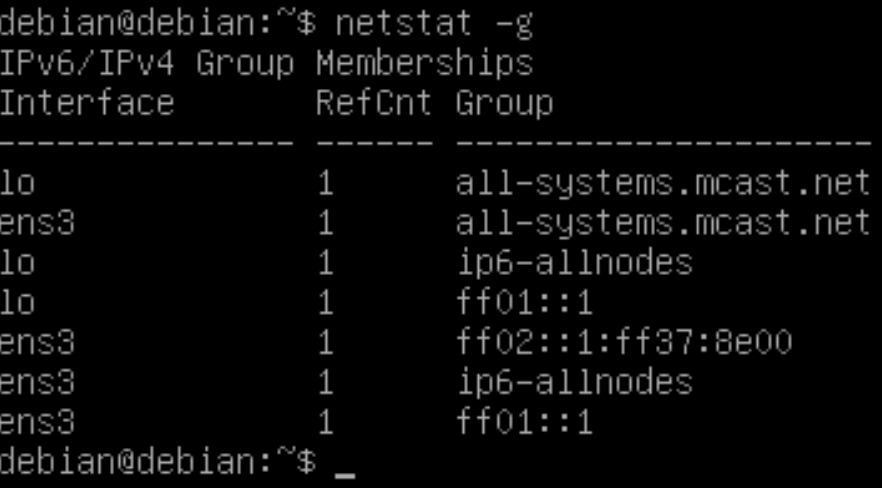 debian@debian:~$ netstat -g
IPv6/IPv4 Group Memberships
Interface       RefCnt Group
--------------- ------ ---------------------
lo              1      all-systems.mcast.net
ens3            1      all-systems.mcast.net
lo              1      ip6-allnodes
lo              1      ff01::1
ens3            1      ff02::1:ff37:8e00
ens3            1      ip6-allnodes
ens3            1      ff01::1
debian@debian:~$ _